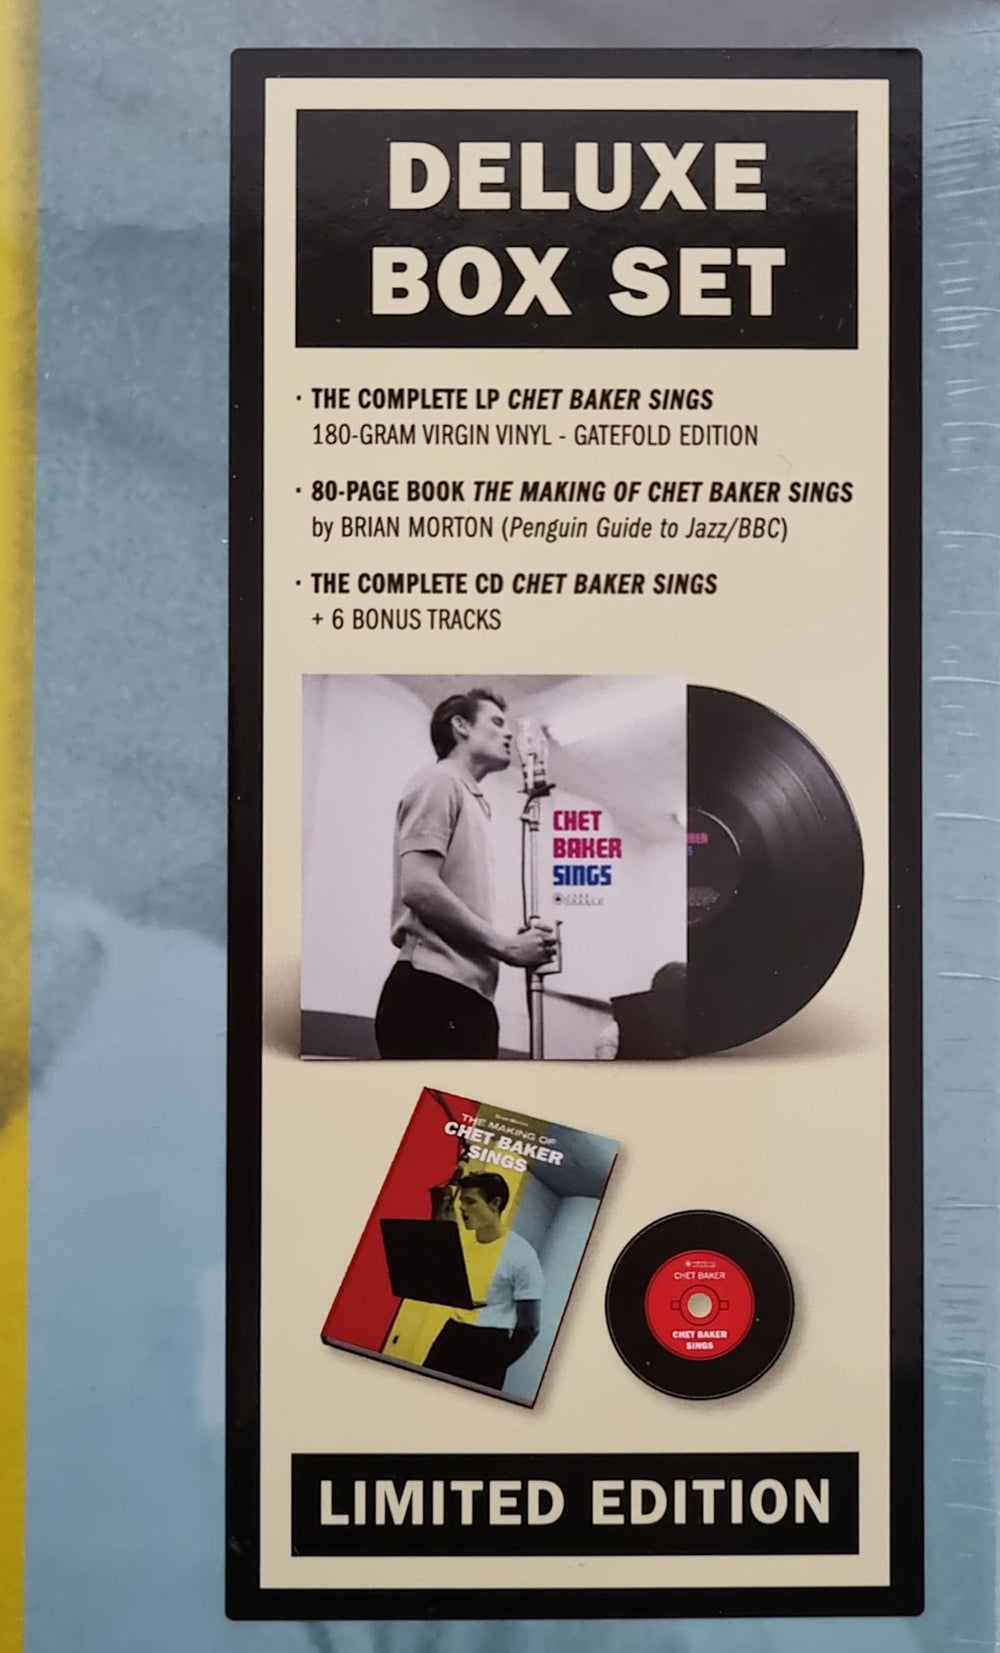 DELUXE
BOX SET
· THE COMPLETE LP CHET BAKER SINGS
180-GRAM VIRGIN VINYL - GATEFOLD EDITION
· 80-PAGE BOOK THE MAKING OF CHET BAKER SINGS
by BRIAN MORTON (Penguin Guide to Jazz/BBC)
· THE COMPLETE CD CHET BAKER SINGS
+ 6 BONUS TRACKS
CHET
BAKER
SINGS
THE MAKING OF
CHET BAKER
SINGS
CHET BAKER
CHET BAKER
SINGS
LIMITED EDITION